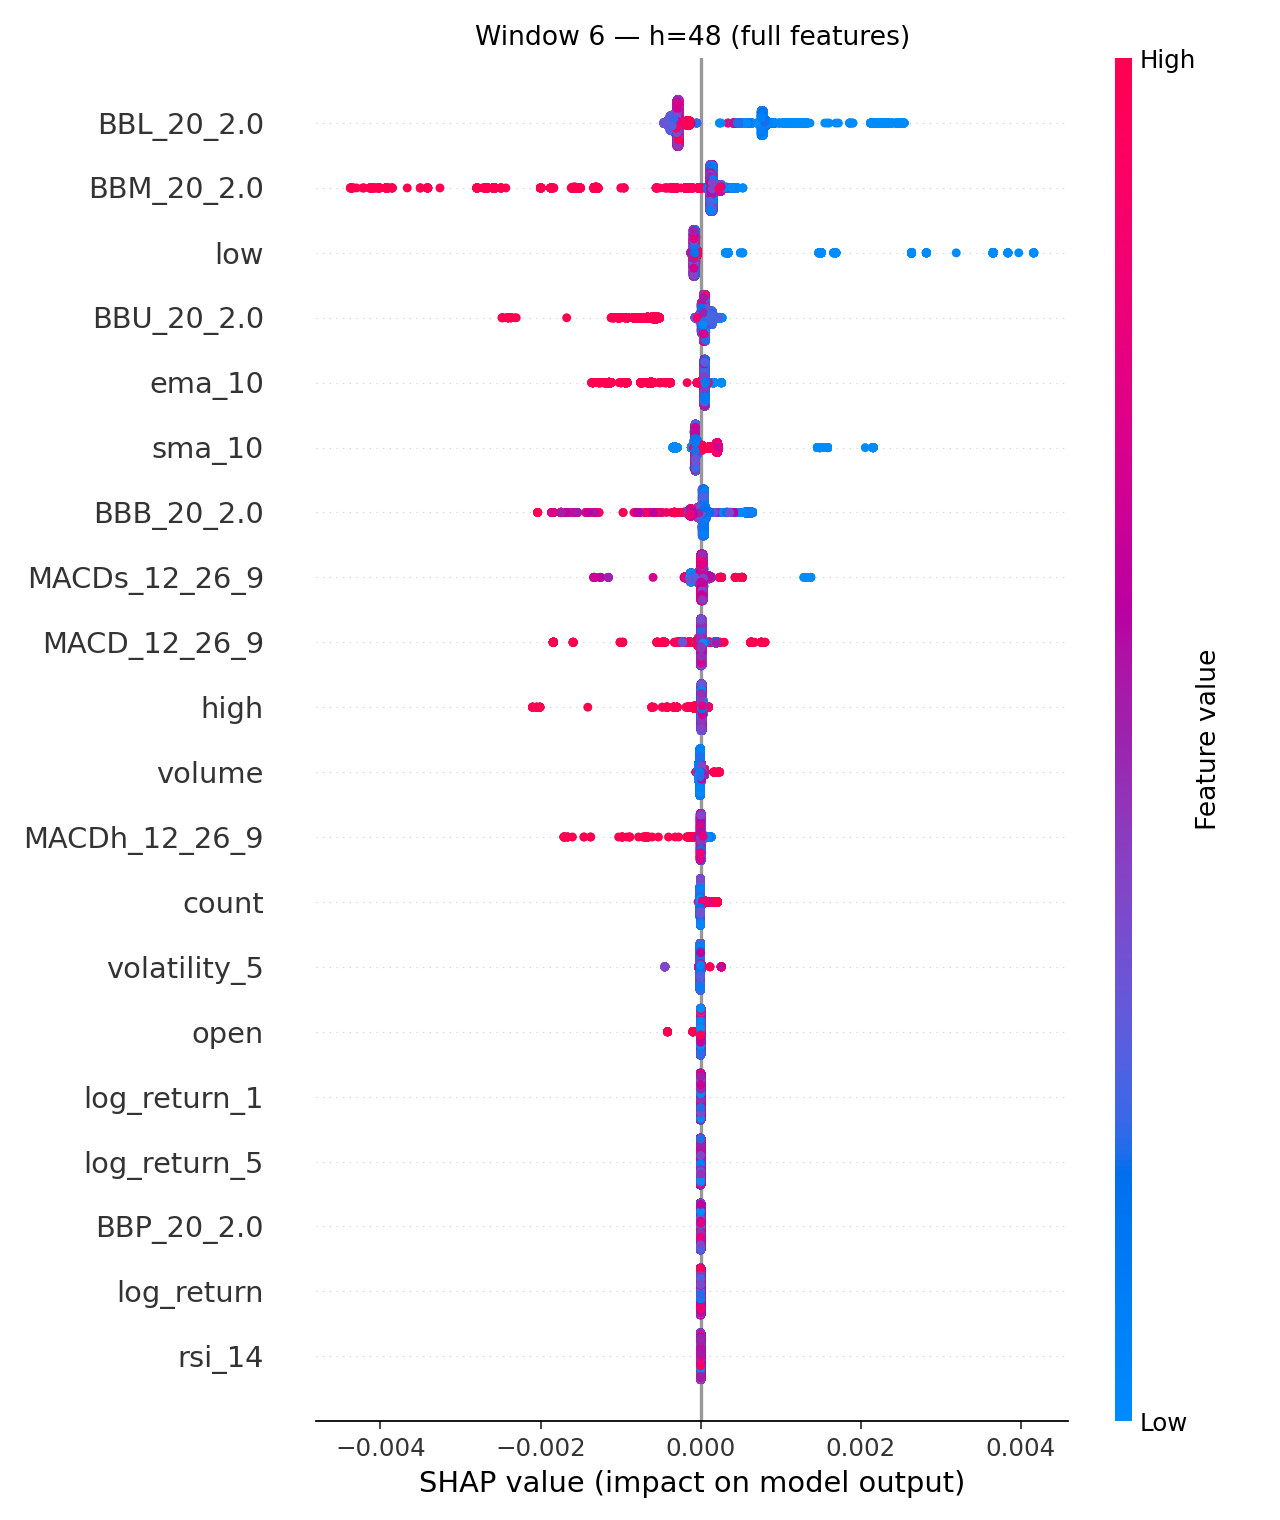 Window 6 — h=48 (full features)
High
BBL_20_2.0
BBM_20_2.0
low
BBU_20_2.0
ema_10
sma_10
BBB_20_2.0
MACDs_12_26_9
MACD_12_26_9
high
volume
MACDh_12_26_9
count
volatility_5
open
log_return_1
log_return_5
BBP_20_2.0
log_return
rsi_14
Feature value
Low
−0.004 −0.002 0.000 0.002 0.004
SHAP value (impact on model output)